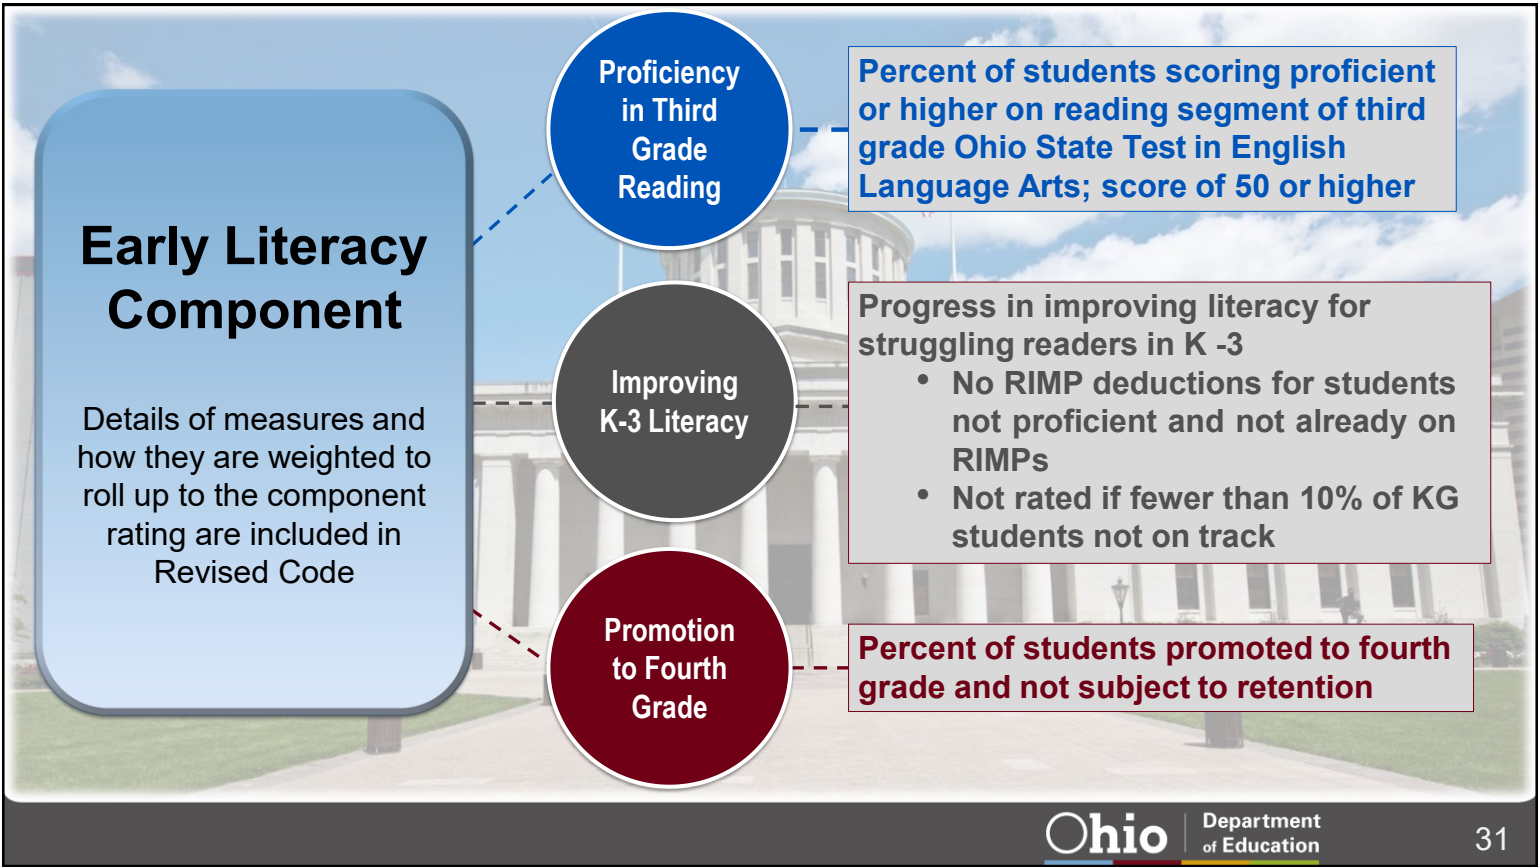 Early Literacy
Component
Details of measures and
how they are weighted to
roll up to the component
rating are included in
Revised Code
Proficiency
in Third
Grade
Reading
Percent of students scoring proficient
or higher on reading segment of third
grade Ohio State Test in English
Language Arts; score of 50 or higher
Improving
K-3 Literacy
Progress in improving literacy for
struggling readers in K -3
• No RIMP deductions for students
not proficient and not already on
RIMPs
• Not rated if fewer than 10% of KG
students not on track
Promotion
to Fourth
Grade
Percent of students promoted to fourth
grade and not subject to retention
Ohio
Department
of Education
31